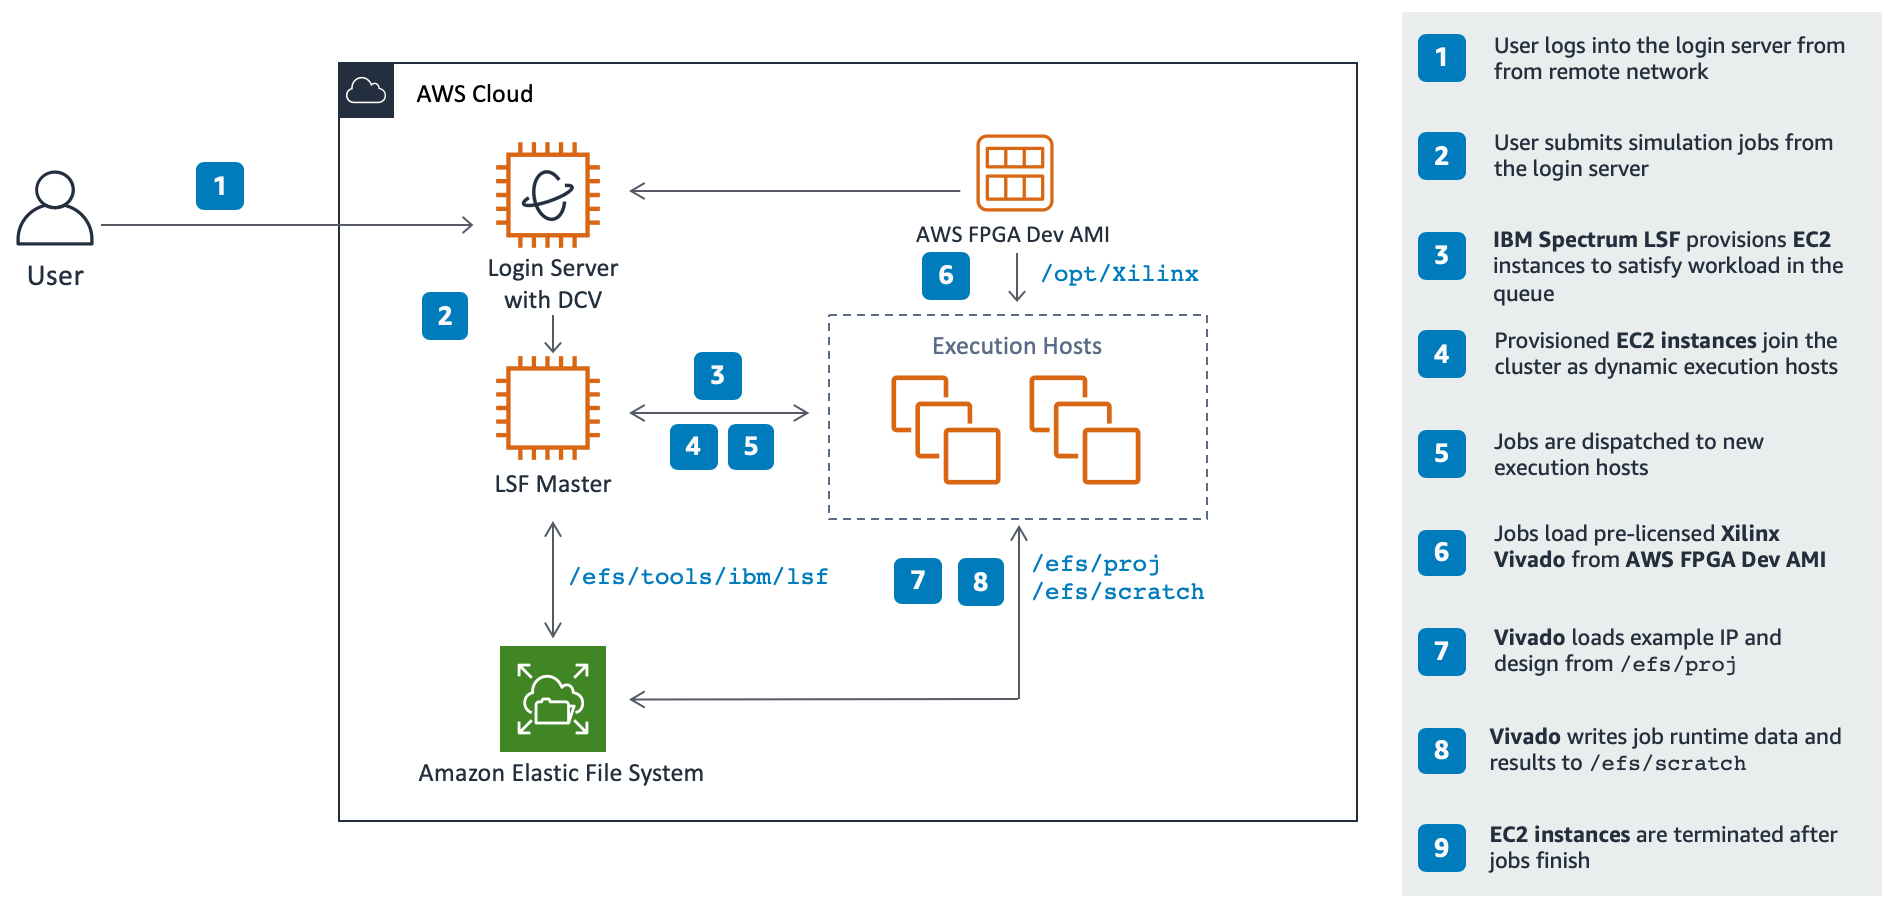 AWS Cloud
User
1
Login Server
with DCV
2
AWS FPGA Dev AMI
6
/opt/Xilinx
Execution Hosts
3
4
5
LSF Master
/efs/tools/ibm/lsf
7
8
/efs/proj
/efs/scratch
Amazon Elastic File System
1
User logs into the login server from
from remote network
2
User submits simulation jobs from
the login server
3
IBM Spectrum LSF provisions EC2
instances to satisfy workload in the
queue
4
Provisioned EC2 instances join the
cluster as dynamic execution hosts
5
Jobs are dispatched to new
execution hosts
6
Jobs load pre-licensed Xilinx
Vivado from AWS FPGA Dev AMI
7
Vivado loads example IP and
design from /efs/proj
8
Vivado writes job runtime data and
results to /efs/scratch
9
EC2 instances are terminated after
jobs finish